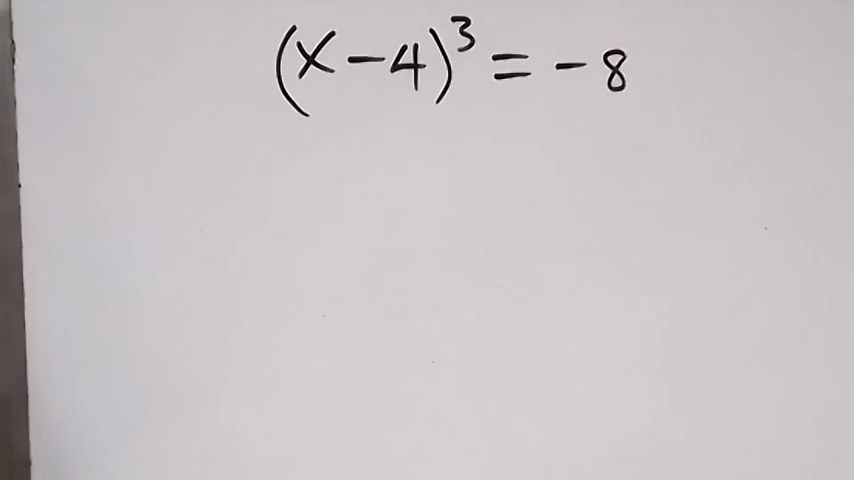 (x - 4)³ = - 8